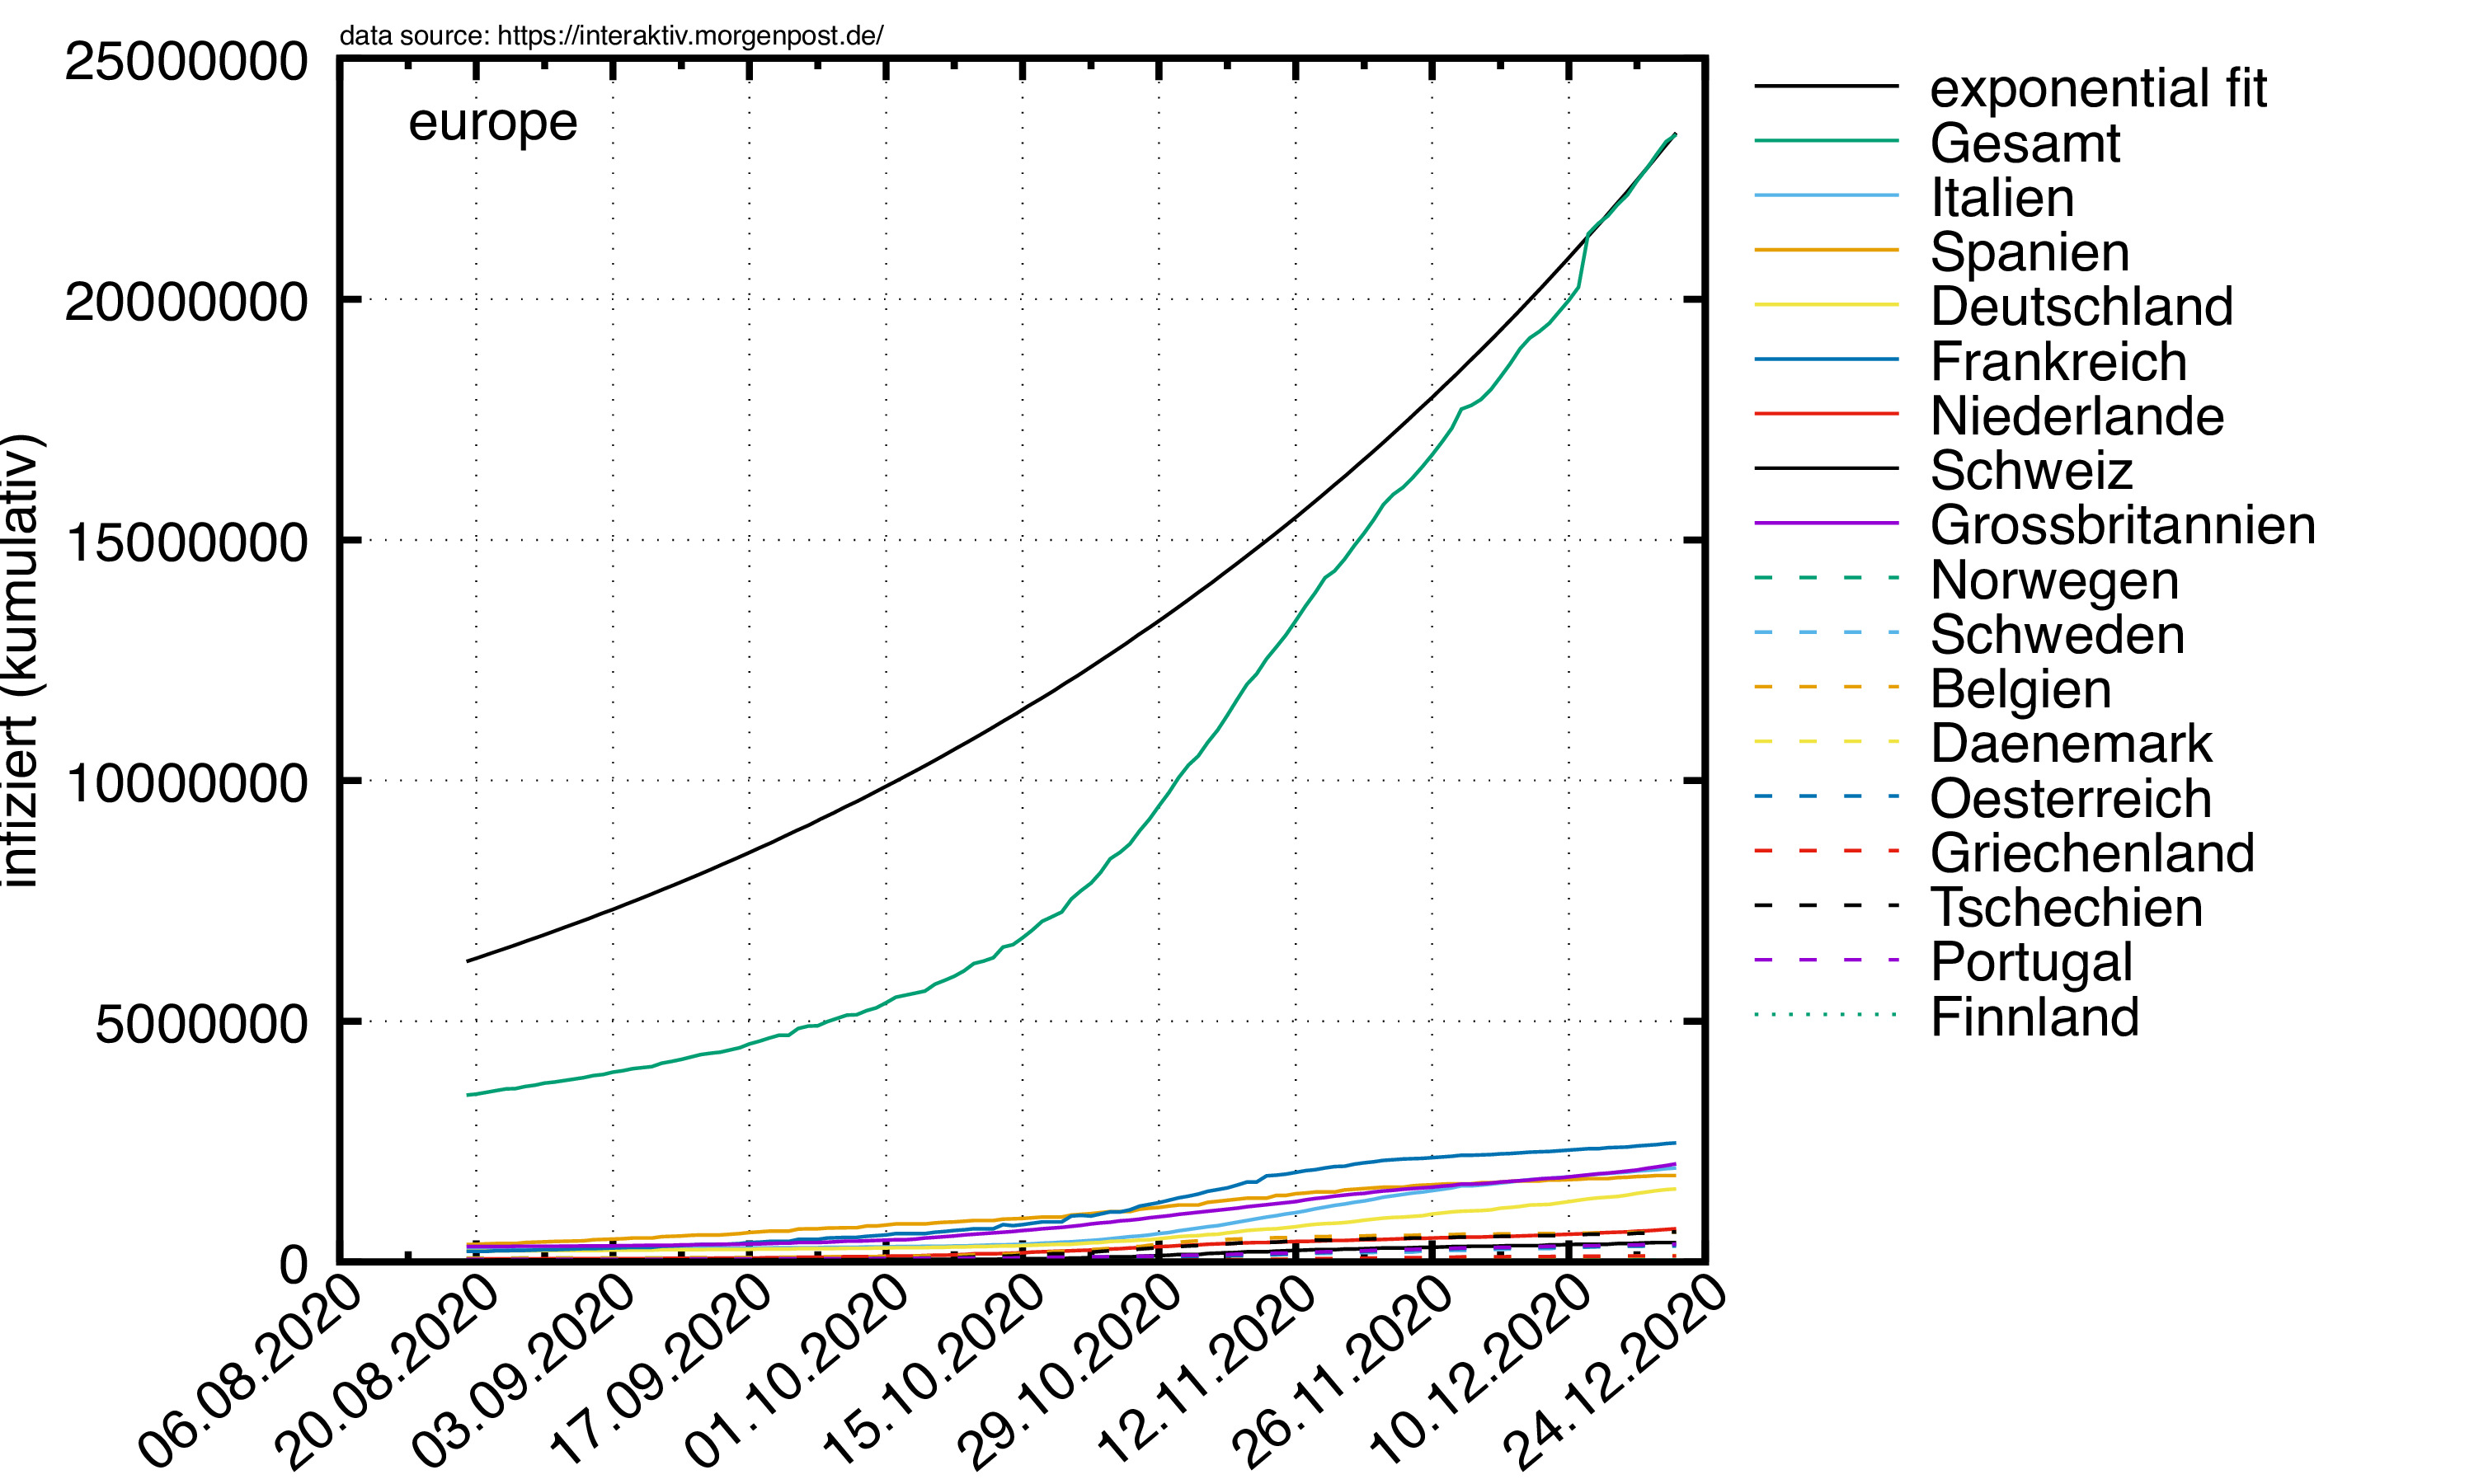 data source: https://interaktiv.morgenpost.de/
25000000
20000000
15000000
10000000
5000000
0
infiziert (kumulativ)
europe
06.08.2020
20.08.2020
03.09.2020
17.09.2020
01.10.2020
15.10.2020
29.10.2020
12.11.2020
26.11.2020
10.12.2020
24.12.2020
exponential fit
Gesamt
Italien
Spanien
Deutschland
Frankreich
Niederlande
Schweiz
Grossbritannien
Norwegen
Schweden
Belgien
Daenemark
Oesterreich
Griechenland
Tschechien
Portugal
Finnland